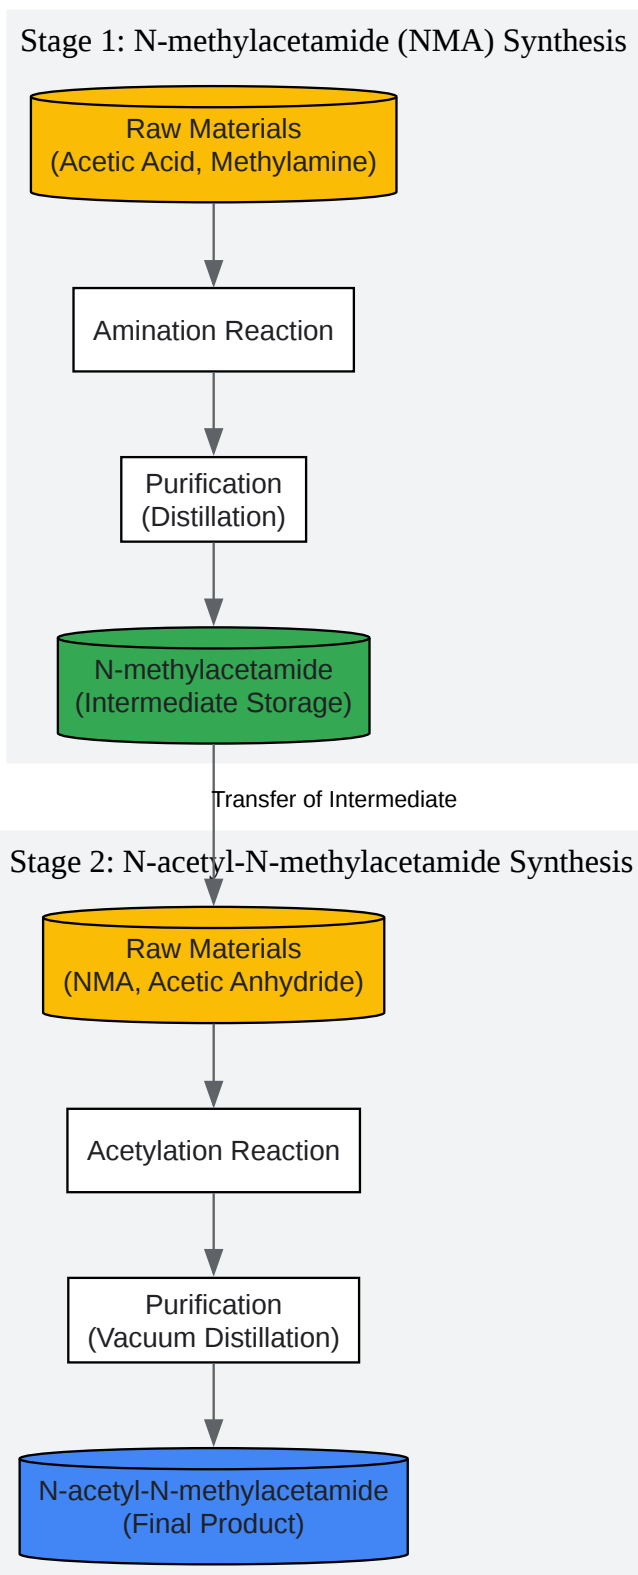 Stage 1: N-methylacetamide (NMA) Synthesis
Raw Materials
(Acetic Acid, Methylamine)
Amination Reaction
Purification
(Distillation)
N-methylacetamide
(Intermediate Storage)
Transfer of Intermediate
Stage 2: N-acetyl-N-methylacetamide Synthesis
Raw Materials
(NMA, Acetic Anhydride)
Acetylation Reaction
Purification
(Vacuum Distillation)
N-acetyl-N-methylacetamide
(Final Product)